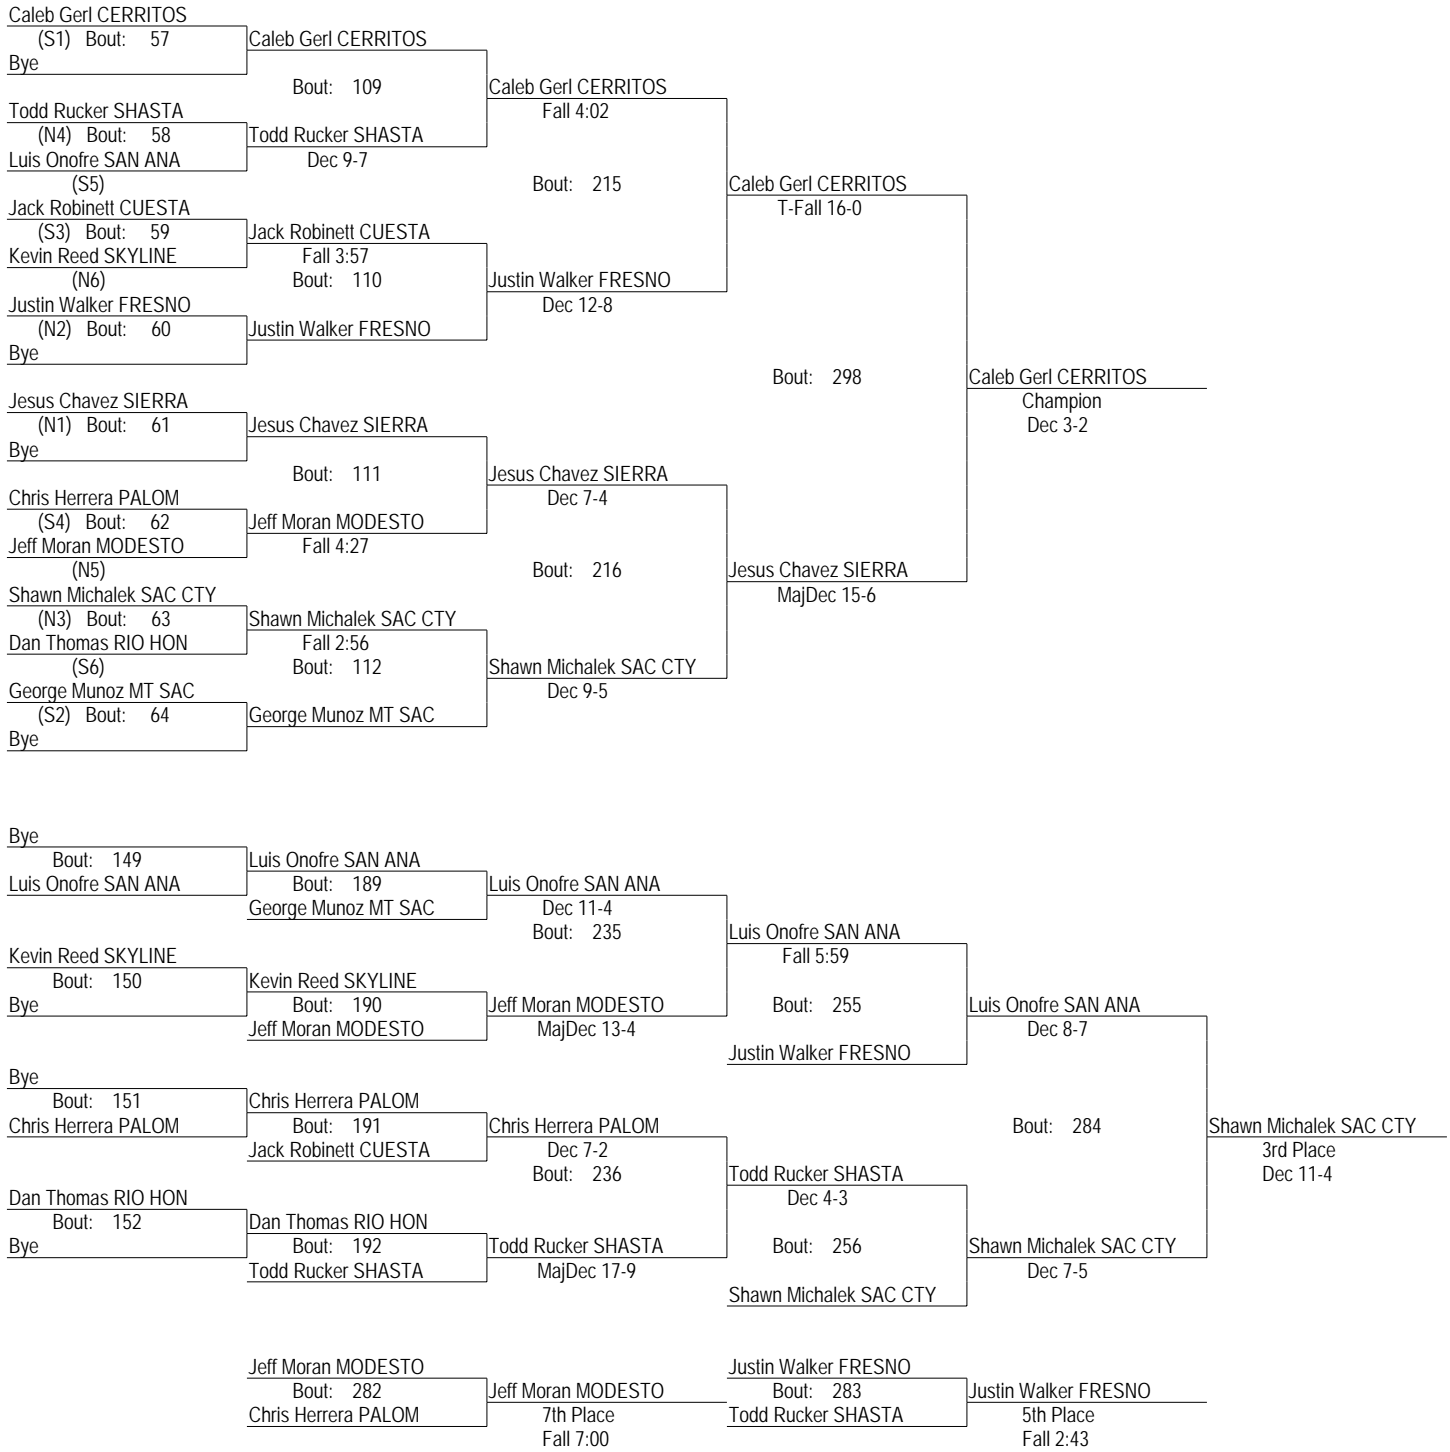 Caleb Gerl CERRITOS
(S1) Bout: 57 Caleb Gerl CERRITOS
Bye
Bout: 109 Caleb Gerl CERRITOS
Todd Rucker SHASTA Fall 4:02
(N4) Bout: 58 Todd Rucker SHASTA
Luis Onofre SAN ANA Dec 9-7
(S5) Bout: 215 Caleb Gerl CERRITOS
Jack Robinett CUESTA T-Fall 16-0
(S3) Bout: 59 Jack Robinett CUESTA
Kevin Reed SKYLINE Fall 3:57
(N6) Bout: 110 Justin Walker FRESNO
Justin Walker FRESNO Dec 12-8
(N2) Bout: 60 Justin Walker FRESNO
Bye
Bout: 298 Caleb Gerl CERRITOS
Jesus Chavez SIERRA Champion
(N1) Bout: 61 Jesus Chavez SIERRA Dec 3-2
Bye
Bout: 111 Jesus Chavez SIERRA
Chris Herrera PALOM Dec 7-4
(S4) Bout: 62 Jeff Moran MODESTO
Jeff Moran MODESTO Fall 4:27
(N5) Bout: 216 Jesus Chavez SIERRA
Shawn Michalek SAC CTY MajDec 15-6
(N3) Bout: 63 Shawn Michalek SAC CTY
Dan Thomas RIO HON Fall 2:56
(S6) Bout: 112 Shawn Michalek SAC CTY
George Munoz MT SAC Dec 9-5
(S2) Bout: 64 George Munoz MT SAC
Bye
Bye
Bout: 149 Luis Onofre SAN ANA
Luis Onofre SAN ANA Bout: 189 Luis Onofre SAN ANA
George Munoz MT SAC Dec 11-4
Bout: 235 Luis Onofre SAN ANA
Kevin Reed SKYLINE Fall 5:59
Bout: 150 Kevin Reed SKYLINE
Bye Bout: 190 Jeff Moran MODESTO Bout: 255 Luis Onofre SAN ANA
Jeff Moran MODESTO MajDec 13-4 Dec 8-7
Justin Walker FRESNO
Bye
Bout: 151 Chris Herrera PALOM
Chris Herrera PALOM Bout: 191 Chris Herrera PALOM Bout: 284 Shawn Michalek SAC CTY
Jack Robinett CUESTA Dec 7-2 3rd Place
Bout: 236 Todd Rucker SHASTA Dec 11-4
Dan Thomas RIO HON Dec 4-3
Bout: 152 Dan Thomas RIO HON
Bye Bout: 192 Todd Rucker SHASTA Bout: 256 Shawn Michalek SAC CTY
Todd Rucker SHASTA MajDec 17-9 Dec 7-5
Shawn Michalek SAC CTY
Jeff Moran MODESTO Justin Walker FRESNO
Bout: 282 Jeff Moran MODESTO Bout: 283 Justin Walker FRESNO
Chris Herrera PALOM 7th Place Todd Rucker SHASTA 5th Place
Fall 7:00 Fall 2:43